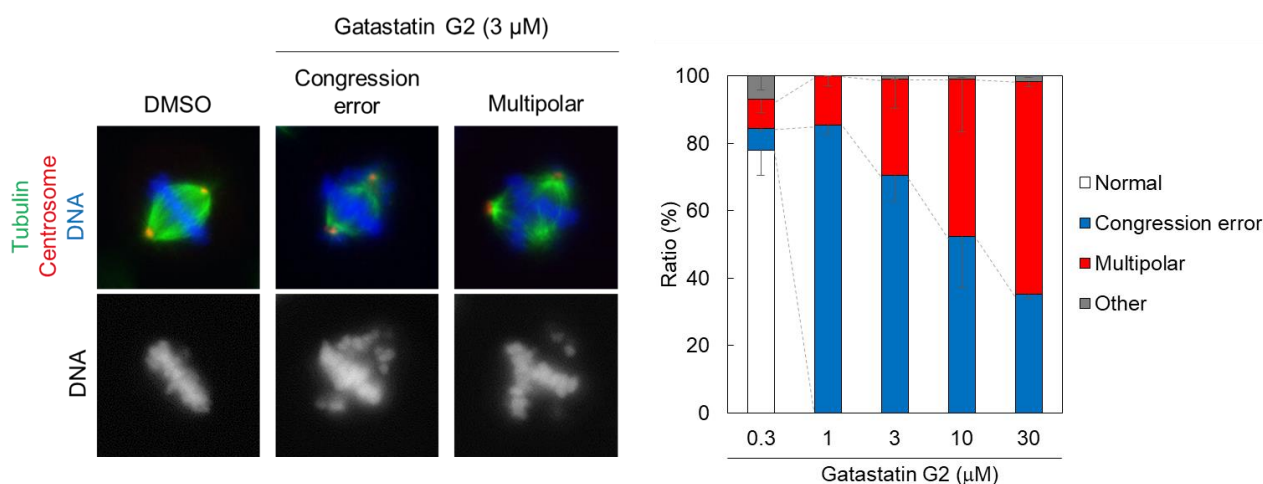 Gatastatin G2 (3 µM)
DMSO
Congression
error
Multipolar
Tubulin
Centrosome
DNA
DNA
Ratio (%)
100
80
60
40
20
0
0.3 1 3 10 30
Gatastatin G2 (μM)
Normal
Congression error
Multipolar
Other